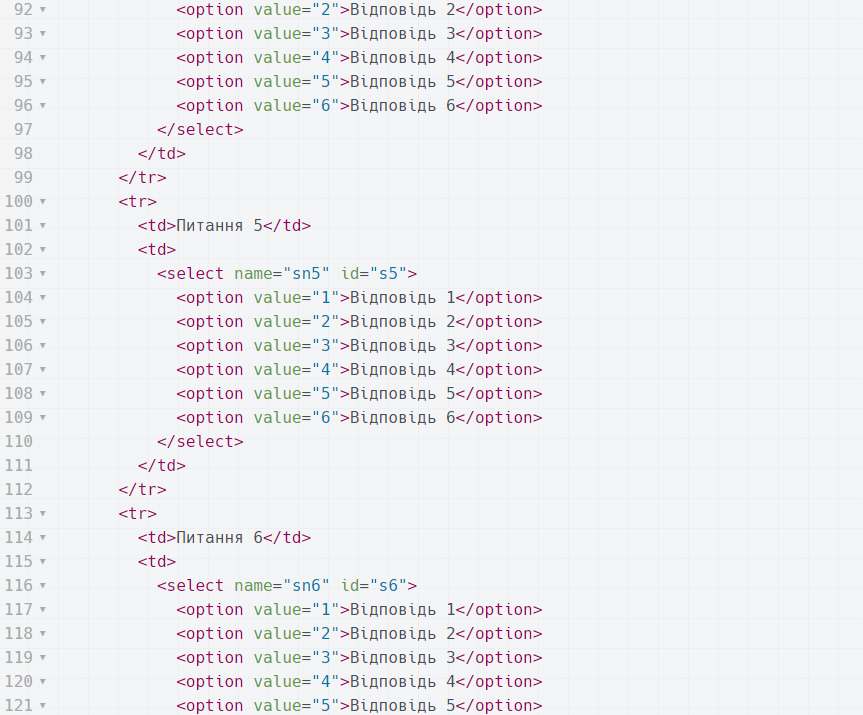 92 <option value="2">Відповідь 2</option>
93 <option value="3">Відповідь 3</option>
94 <option value="4">Відповідь 4</option>
95 <option value="5">Відповідь 5</option>
96 <option value="6">Відповідь 6</option>
97 </select>
98 </td>
99 </tr>
100 <tr>
101 <td>Питання 5</td>
102 <td>
103 <select name="sn5" id="s5">
104 <option value="1">Відповідь 1</option>
105 <option value="2">Відповідь 2</option>
106 <option value="3">Відповідь 3</option>
107 <option value="4">Відповідь 4</option>
108 <option value="5">Відповідь 5</option>
109 <option value="6">Відповідь 6</option>
110 </select>
111 </td>
112 </tr>
113 <tr>
114 <td>Питання 6</td>
115 <td>
116 <select name="sn6" id="s6">
117 <option value="1">Відповідь 1</option>
118 <option value="2">Відповідь 2</option>
119 <option value="3">Відповідь 3</option>
120 <option value="4">Відповідь 4</option>
121 <option value="5">Відповідь 5</option>